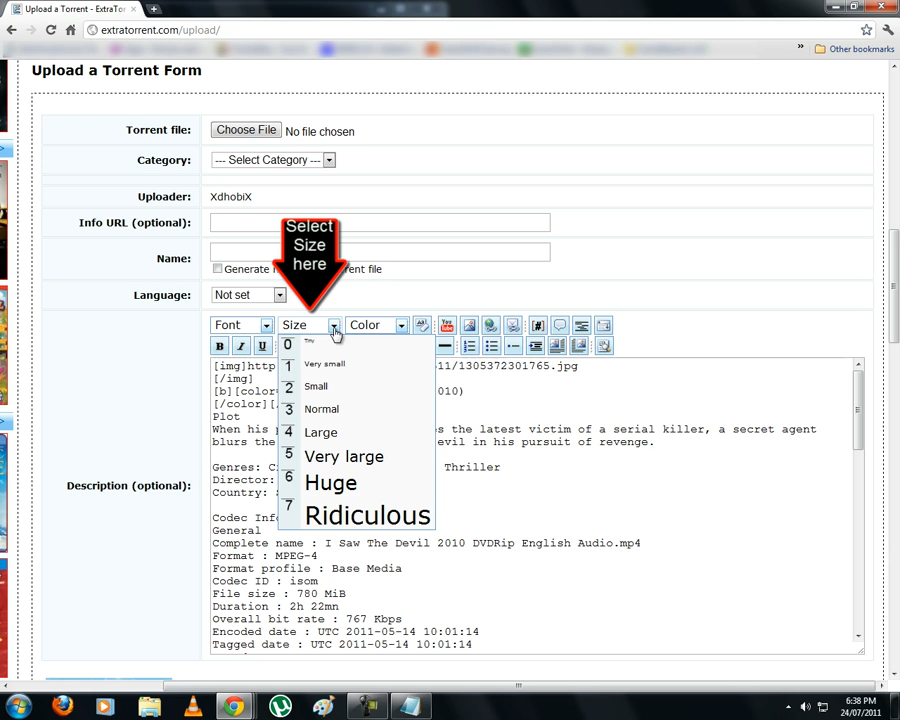 Upload a Torrent - ExtraTor
extratorrent.com/upload/
» Other bookmarks
Upload a Torrent Form
Torrent file: Choose File No file chosen
Category: --- Select Category ---
Uploader: XdhobiX
Info URL (optional):
Select
Size
here
Name:
Generate
rent file
Language: Not set
Font Size Color
B I U
0 Tiny
1 Very small
2 Small
3 Normal
4 Large
5 Very large
6 Huge
7 Ridiculous
Description (optional):
[img]http 11/1305372301765.jpg
[/img]
[b][color= 010)
[/color][
Plot
When his s the latest victim of a serial killer, a secret agent
blurs the evil in his pursuit of revenge.
Genres: C Thriller
Director:
Country:
Codec Inf
General
Complete name : I Saw The Devil 2010 DVDRip English Audio.mp4
Format : MPEG-4
Format profile : Base Media
Codec ID : isom
File size : 780 MiB
Duration : 2h 22mn
Overall bit rate : 767 Kbps
Encoded date : UTC 2011-05-14 10:01:14
Tagged date : UTC 2011-05-14 10:01:14
6:38 PM
24/07/2011